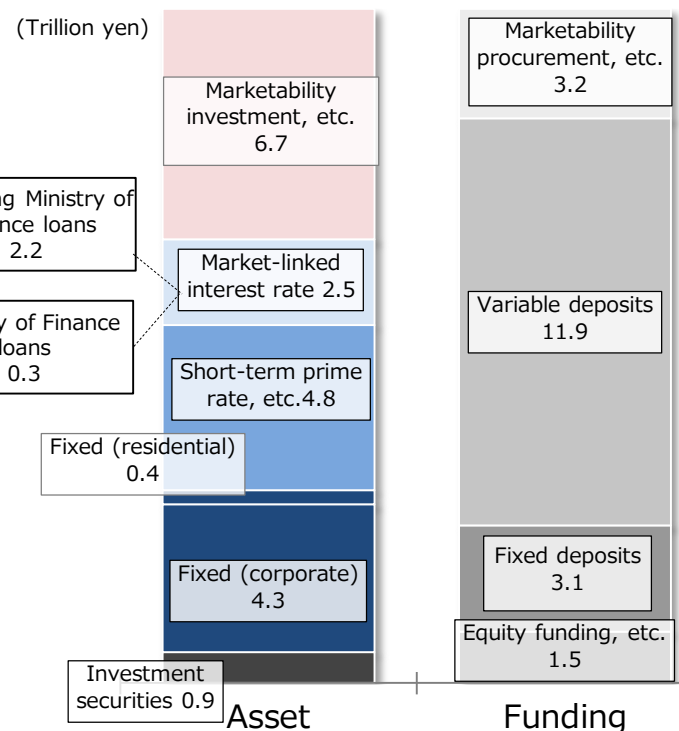 (Trillion yen)
Marketability
investment, etc.
6.7
Marketability
procurement, etc.
3.2
Ministry of
loans
2.2
Market-linked
interest rate 2.5
of Finance
loans
0.3
Variable deposits
11.9
Short-term prime
rate, etc.4.8
Fixed (residential)
0.4
Fixed (corporate)
4.3
Fixed deposits
3.1
Equity funding, etc.
1.5
Investment
securities 0.9
Asset
Funding